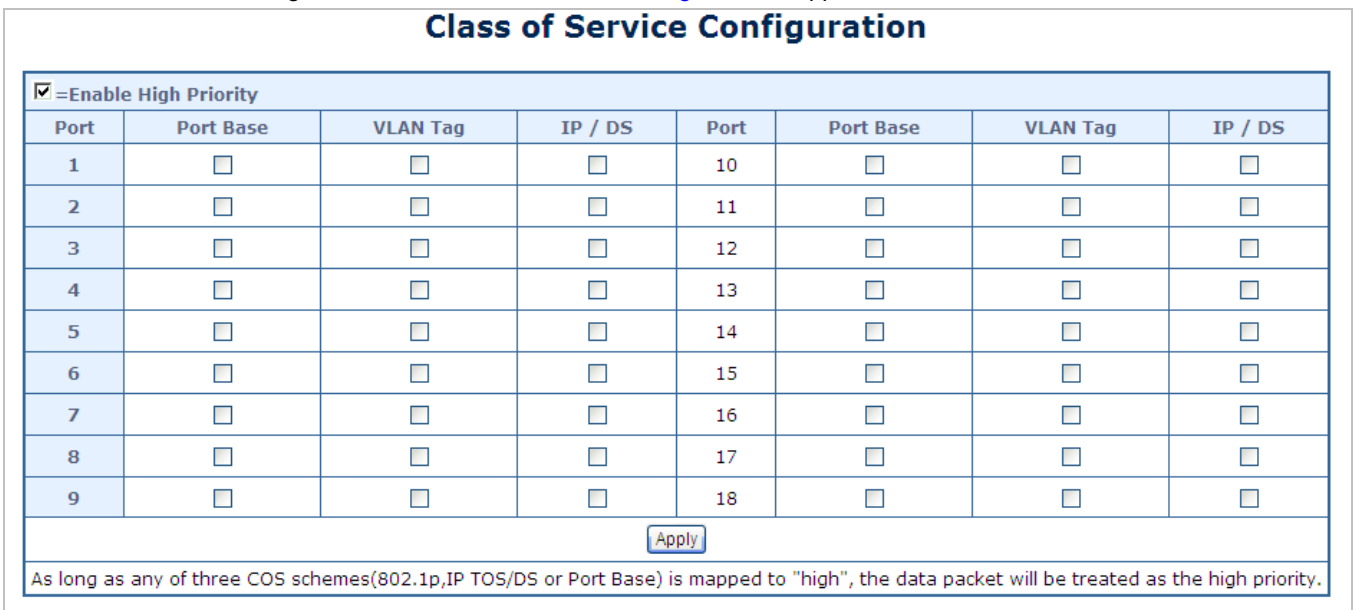 Class of Service Configuration
=Enable High Priority
Port Port Base VLAN Tag IP / DS Port Port Base VLAN Tag IP / DS
1 10
2 11
3 12
4 13
5 14
6 15
7 16
8 17
9 18
Apply
As long as any of three COS schemes(802.1p,IP TOS/DS or Port Base) is mapped to "high", the data packet will be treated as the high priority.